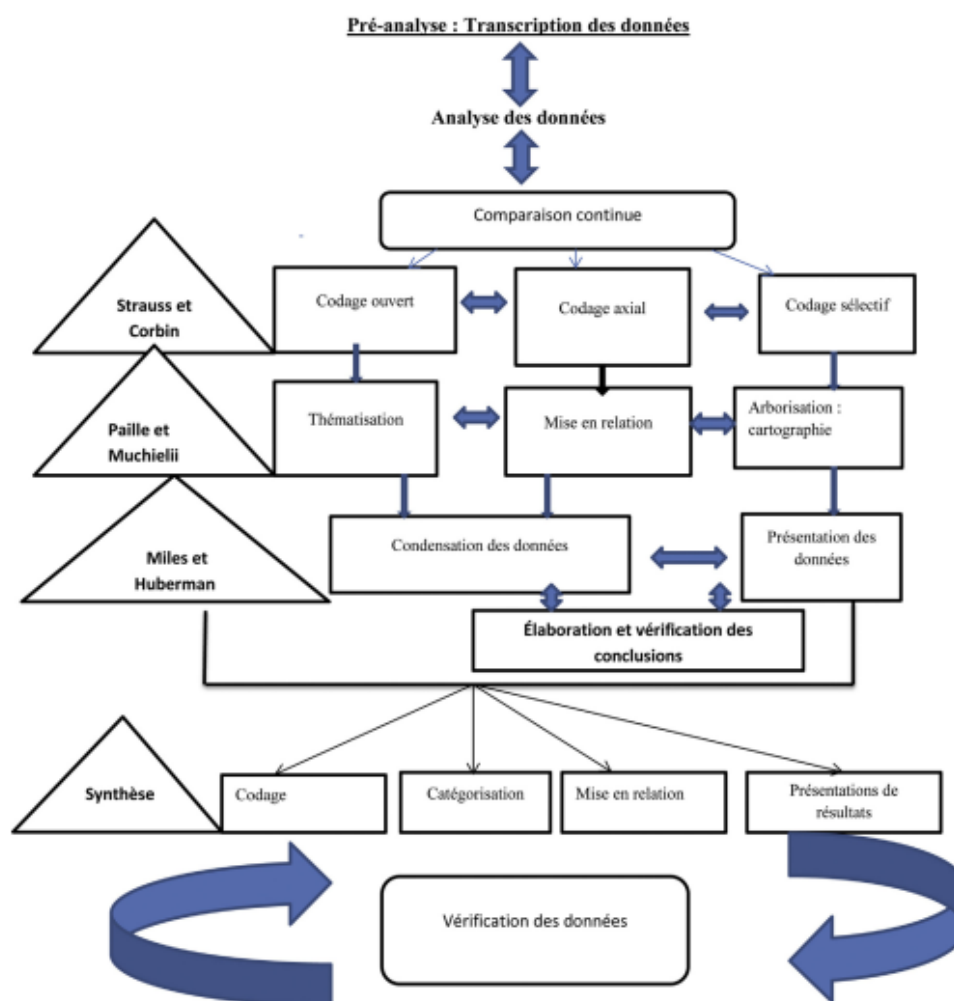 Pré-analyse : Transcription des données
Analyse des données
Comparaison continue
Strauss et
Corbin
Codage ouvert
Codage axial
Codage sélectif
Paille et
Muchielii
Thématisation
Mise en relation
Arborisation :
cartographie
Miles et
Huberman
Condensation des données
Présentation des
données
Élaboration et vérification des
conclusions
Synthèse
Codage
Catégorisation
Mise en relation
Présentations de
résultats
Vérification des données